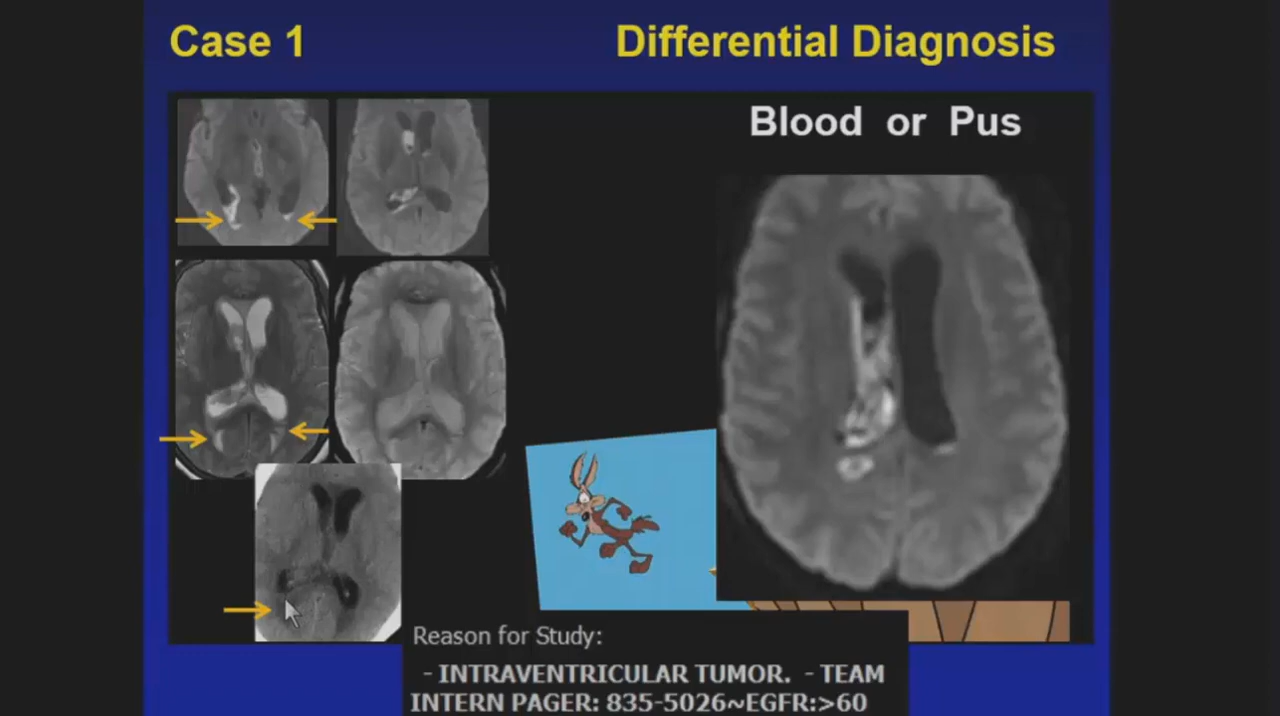 Case 1
Differential Diagnosis
Blood or Pus
Reason for Study:
- INTRAVENTRICULAR TUMOR. - TEAM
INTERN PAGER: 835-5026~EGFR:>60